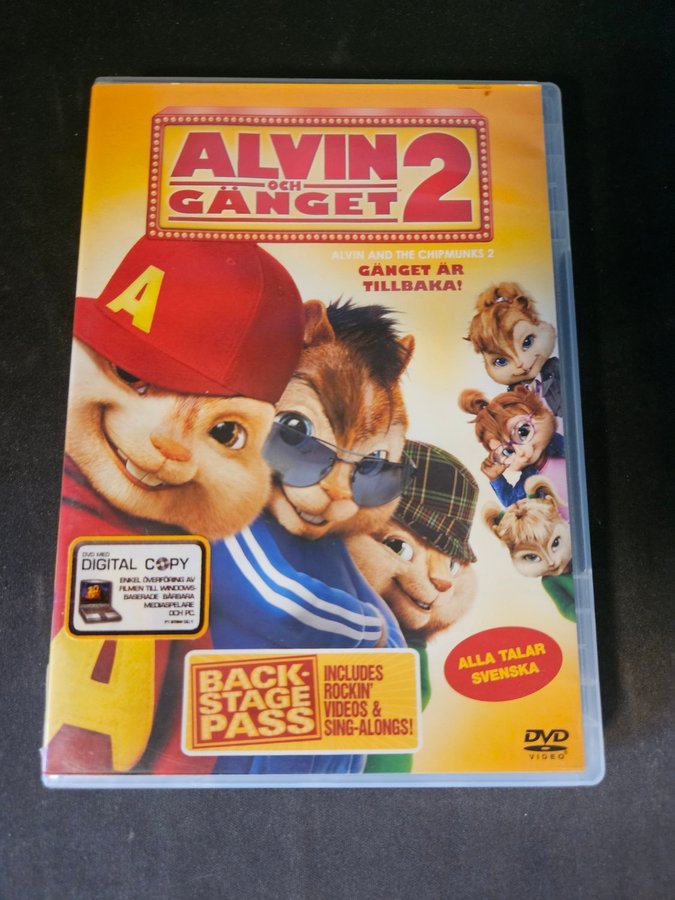 ALVIN
OCH
GÄNGET 2
ALVIN AND THE CHIPMUNKS 2
GÄNGET ÄR
TILLBAKA!
A
DVD MED
DIGITAL COPY
ENKEL ÖVERFÖRING AV
FILMEN TILL WINDOWS-
BASERADE BÄRBARA
MEDIASPELARE
OCH PC.
A
BACK-
STAGE
PASS
INCLUDES
ROCKIN'
VIDEOS &
SING-ALONGS!
ALLA TALAR
SVENSKA
DVD
VIDEO